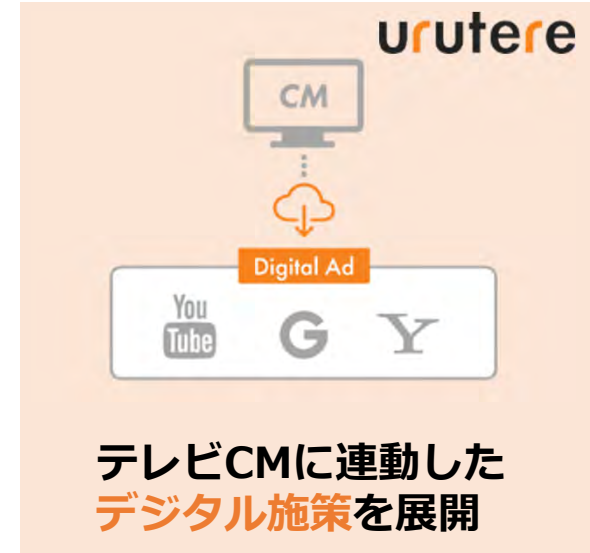 urutere
CM
Digital Ad
You
Tube
G
Y
テレビCMに連動した
デジタル施策を展開